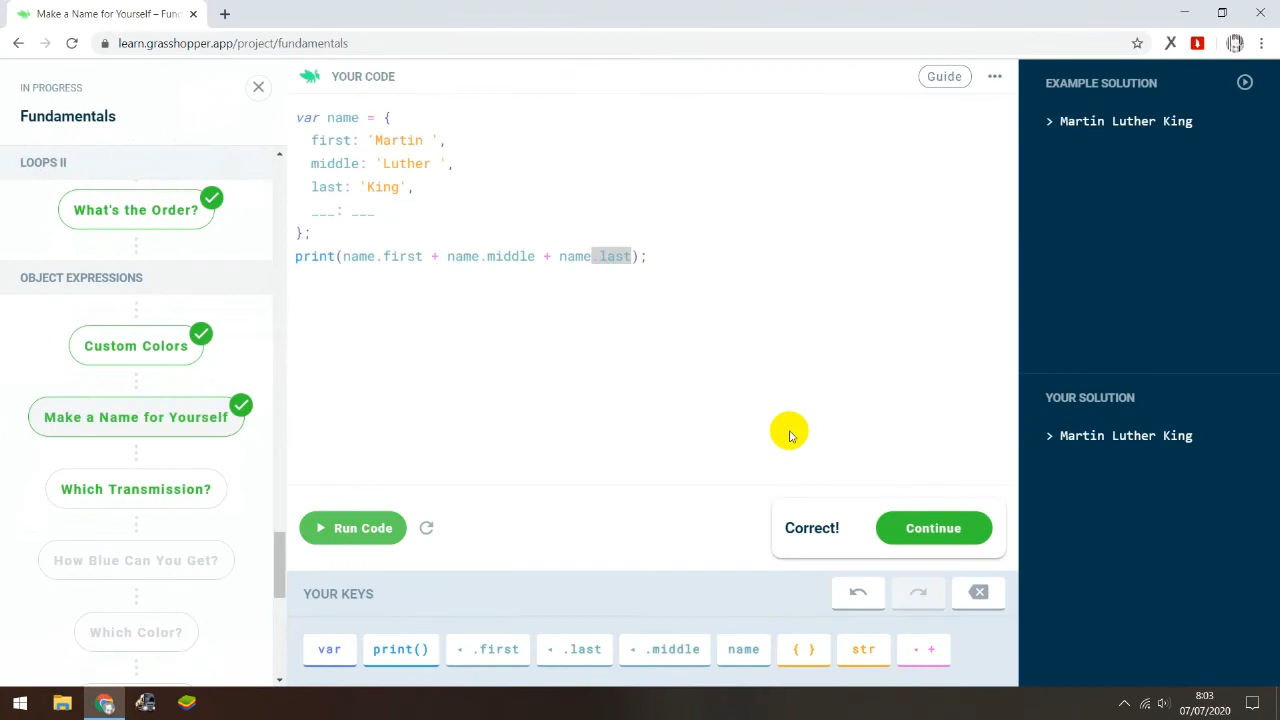 Make a Name for Yourself – Fund
learn.grasshopper.app/project/fundamentals
IN PROGRESS
Fundamentals
LOOPS II
What's the Order?
OBJECT EXPRESSIONS
Custom Colors
Make a Name for Yourself
Which Transmission?
How Blue Can You Get?
Which Color?
YOUR CODE
Guide
var name = {
first: 'Martin ',
middle: 'Luther ',
last: 'King',
___: ___
};
print(name.first + name.middle + name.last);
Run Code
Correct!
Continue
YOUR KEYS
var
print()
.first
.last
.middle
name
{ }
str
+
EXAMPLE SOLUTION
> Martin Luther King
YOUR SOLUTION
> Martin Luther King
8:03
07/07/2020